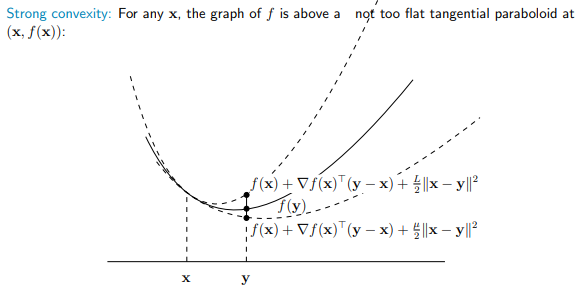 Strong convexity: For any x, the graph of f is above a not too flat tangential paraboloid at
(x, f(x)):
f(x) + ∇f(x)⊤(y − x) + L/2 ‖x − y‖²
f(y)
f(x) + ∇f(x)⊤(y − x) + μ/2 ‖x − y‖²
x y